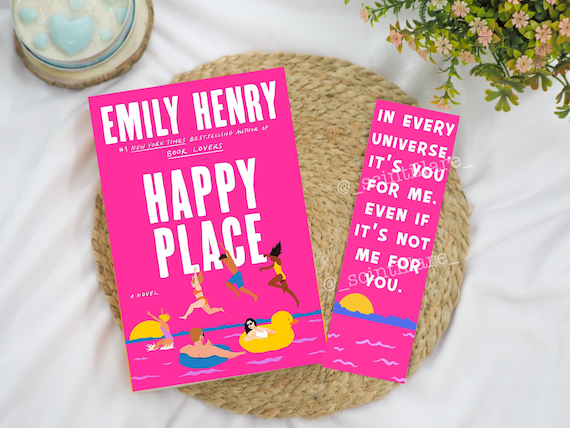 EMILY HENRY
#1 NEW YORK TIMES BESTSELLING AUTHOR OF
BOOK LOVERS
HAPPY
PLACE
A NOVEL
IN EVERY
UNIVERSE,
IT'S YOU
FOR ME.
EVEN IF
IT'S NOT
ME FOR
YOU.